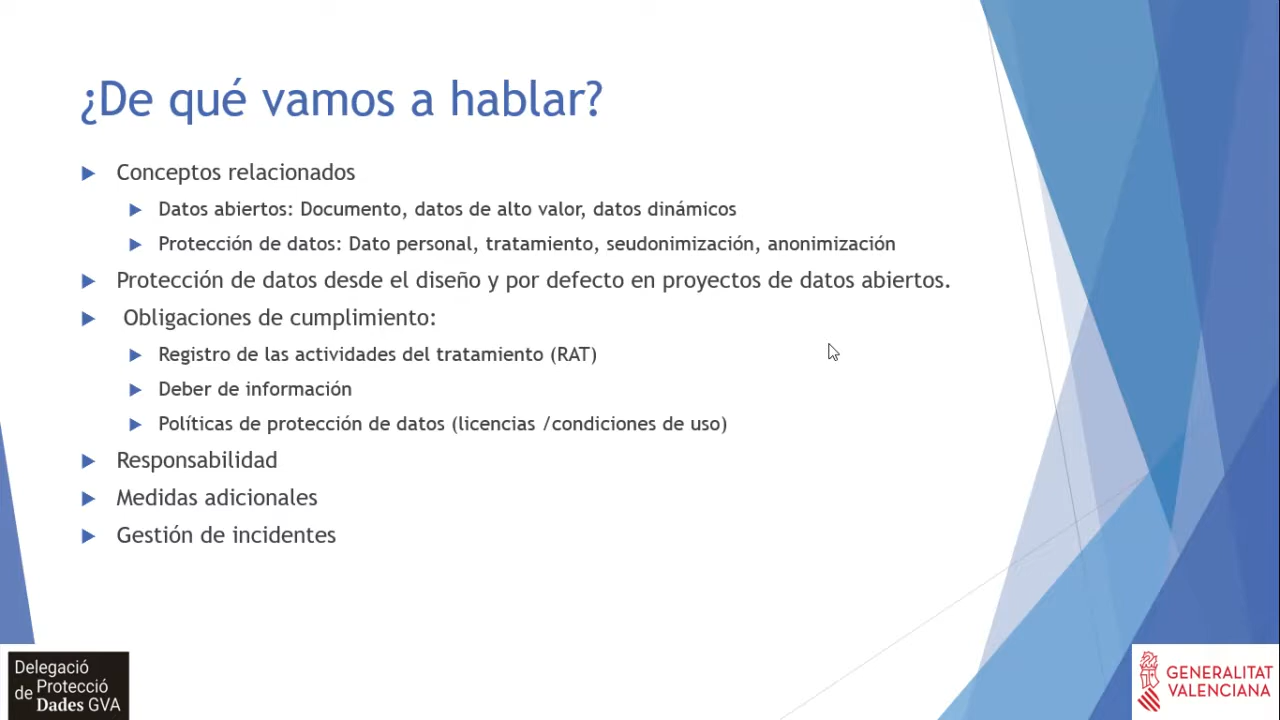 ¿De qué vamos a hablar?
Conceptos relacionados
Datos abiertos: Documento, datos de alto valor, datos dinámicos
Protección de datos: Dato personal, tratamiento, seudonimización, anonimización
Protección de datos desde el diseño y por defecto en proyectos de datos abiertos.
Obligaciones de cumplimiento:
Registro de las actividades del tratamiento (RAT)
Deber de información
Políticas de protección de datos (licencias /condiciones de uso)
Responsabilidad
Medidas adicionales
Gestión de incidentes
Delegació
de Protecció
Dades GVA
GENERALITAT
VALENCIANA